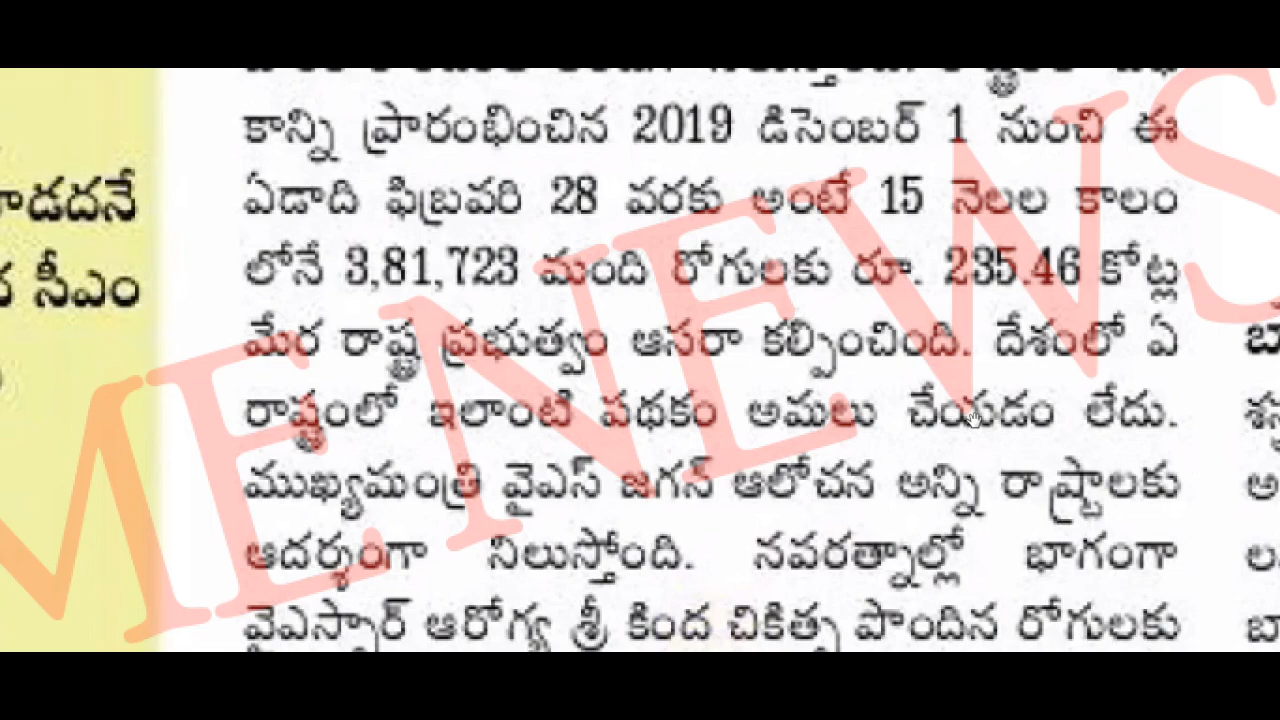 కాన్ని ప్రారంభించిన 2019 డిసెంబర్ 1 నుంచి ఈ
ఏడాది ఫిబ్రవరి 28 వరకు అంటే 15 నెలల కాలం
లోనే 3,81,723 మంది రోగులకు రూ. 235.46 కోట్ల
మేర రాష్ట్ర ప్రభుత్వం ఆసరా కల్పించింది. దేశంలో ఏ
రాష్ట్రంలో ఇలాంటి పథకం అమలు చేయడం లేదు.
ముఖ్యమంత్రి వైఎస్ జగన్ ఆలోచన అన్ని రాష్ట్రాలకు
ఆదర్శంగా నిలుస్తోంది. నవరత్నాల్లో భాగంగా
వైఎస్సార్ ఆరోగ్య శ్రీ కింద చికిత్స పొందిన రోగులకు
సీఎం
MENEWS